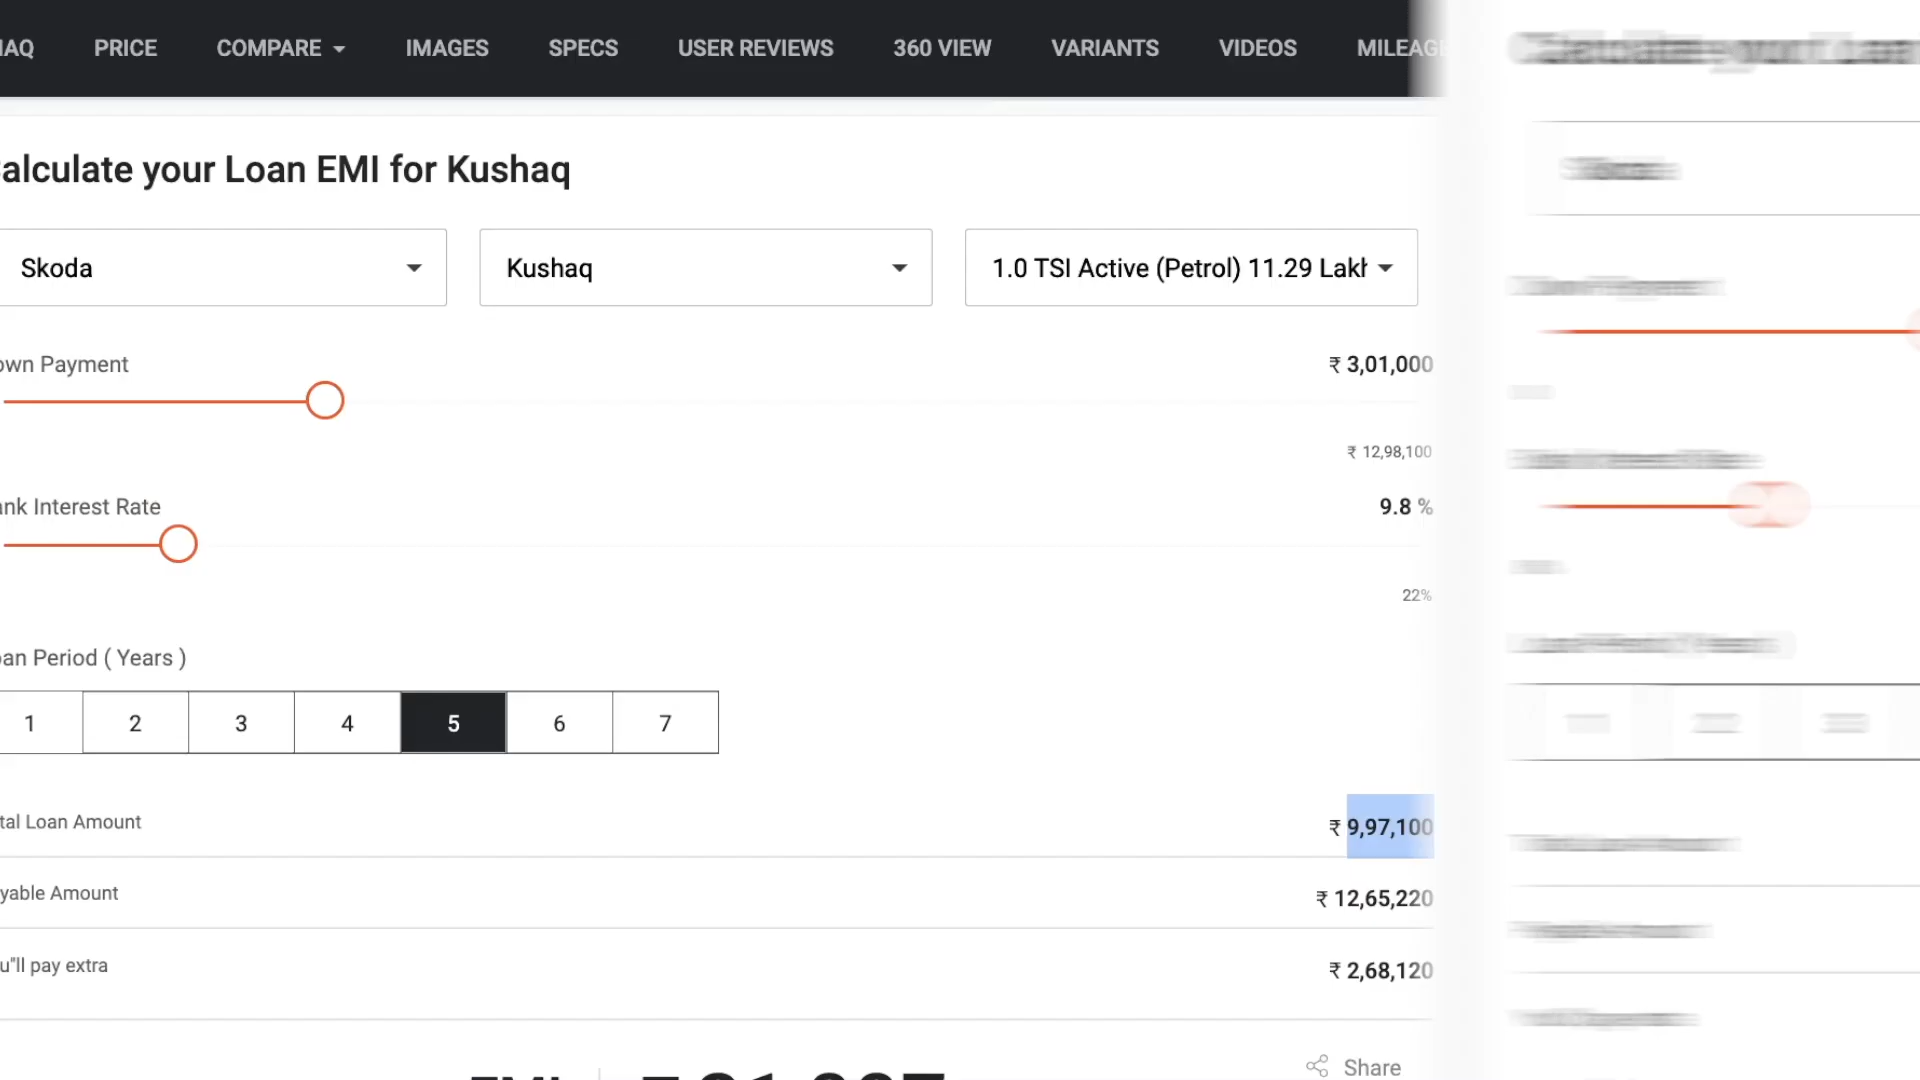 AQ PRICE COMPARE IMAGES SPECS USER REVIEWS 360 VIEW VARIANTS VIDEOS MILEAG
alculate your Loan EMI for Kushaq
Skoda Kushaq 1.0 TSI Active (Petrol) 11.29 Lakh
own Payment ₹ 3,01,000
₹ 12,98,100
ank Interest Rate 9.8 %
22%
oan Period ( Years )
1 2 3 4 5 6 7
tal Loan Amount ₹ 9,97,100
yable Amount ₹ 12,65,220
u"ll pay extra ₹ 2,68,120
Share